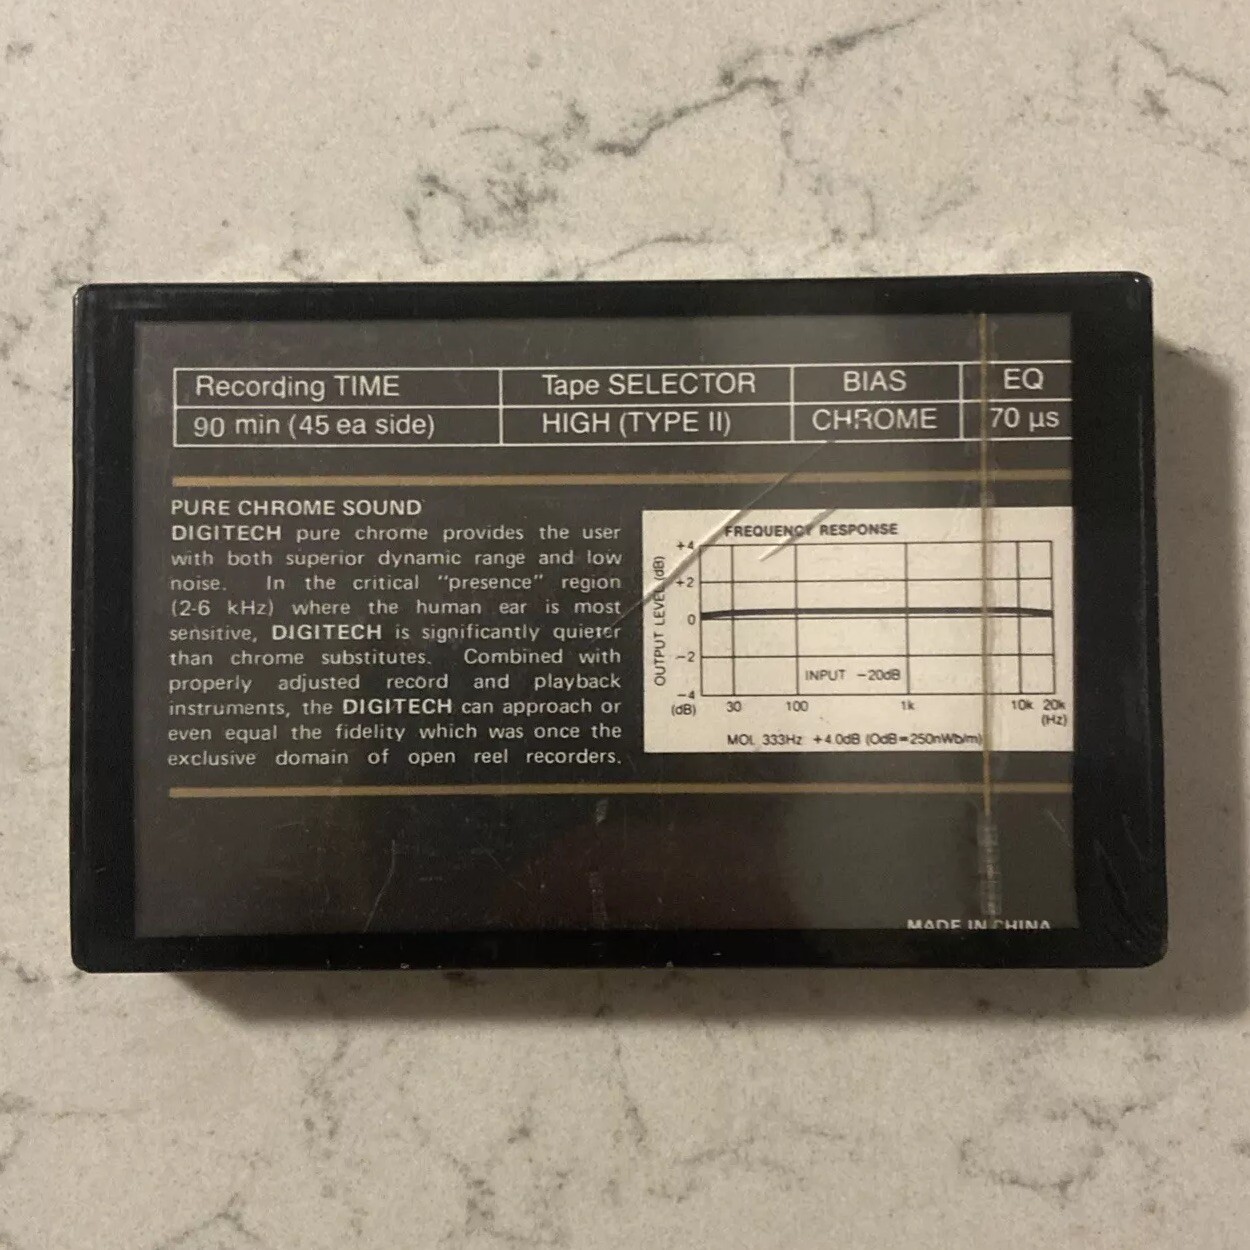 Recording TIME Tape SELECTOR BIAS EQ
90 min (45 ea side) HIGH (TYPE II) CHROME 70 µs
PURE CHROME SOUND
DIGITECH pure chrome provides the user
with both superior dynamic range and low
noise. In the critical "presence" region
(2-6 kHz) where the human ear is most
sensitive, DIGITECH is significantly quieter
than chrome substitutes. Combined with
properly adjusted record and playback
instruments, the DIGITECH can approach or
even equal the fidelity which was once the
exclusive domain of open reel recorders.
FREQUENCY RESPONSE
OUTPUT LEVEL (dB)
+4
+2
0
-2
-4
INPUT -20dB
(dB) 30 100 1k 10k 20k
(Hz)
MOL 333Hz +4.0dB (0dB=250nWb/m)
MADE IN CHINA